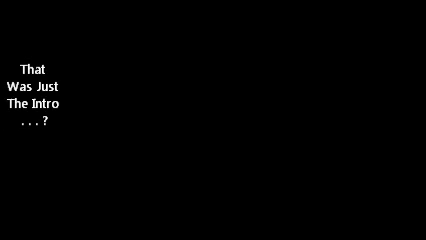 That
Was Just
The Intro
. . . ?